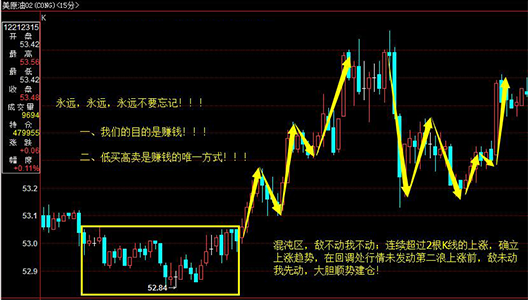 美原油02 (CONG)<15分>
K
12212315
开 盘
53.42
最 高
53.56
最 低
53.42
收 盘
53.48
成交量
9694
持 仓
479955
涨 跌
+0.06
幅 度
+0.11%
永远，永远，永远不要忘记！！！
一、我们的目的是赚钱！！！
二、低买高卖是赚钱的唯一方式！！！
53.2
53.1
53.0
52.9
52.84
混沌区，敌不动我不动；连续超过2根K线的上涨，确立
上涨趋势，在回调处行情未发动第二浪上涨前，敌未动
我先动，大胆顺势建仓！